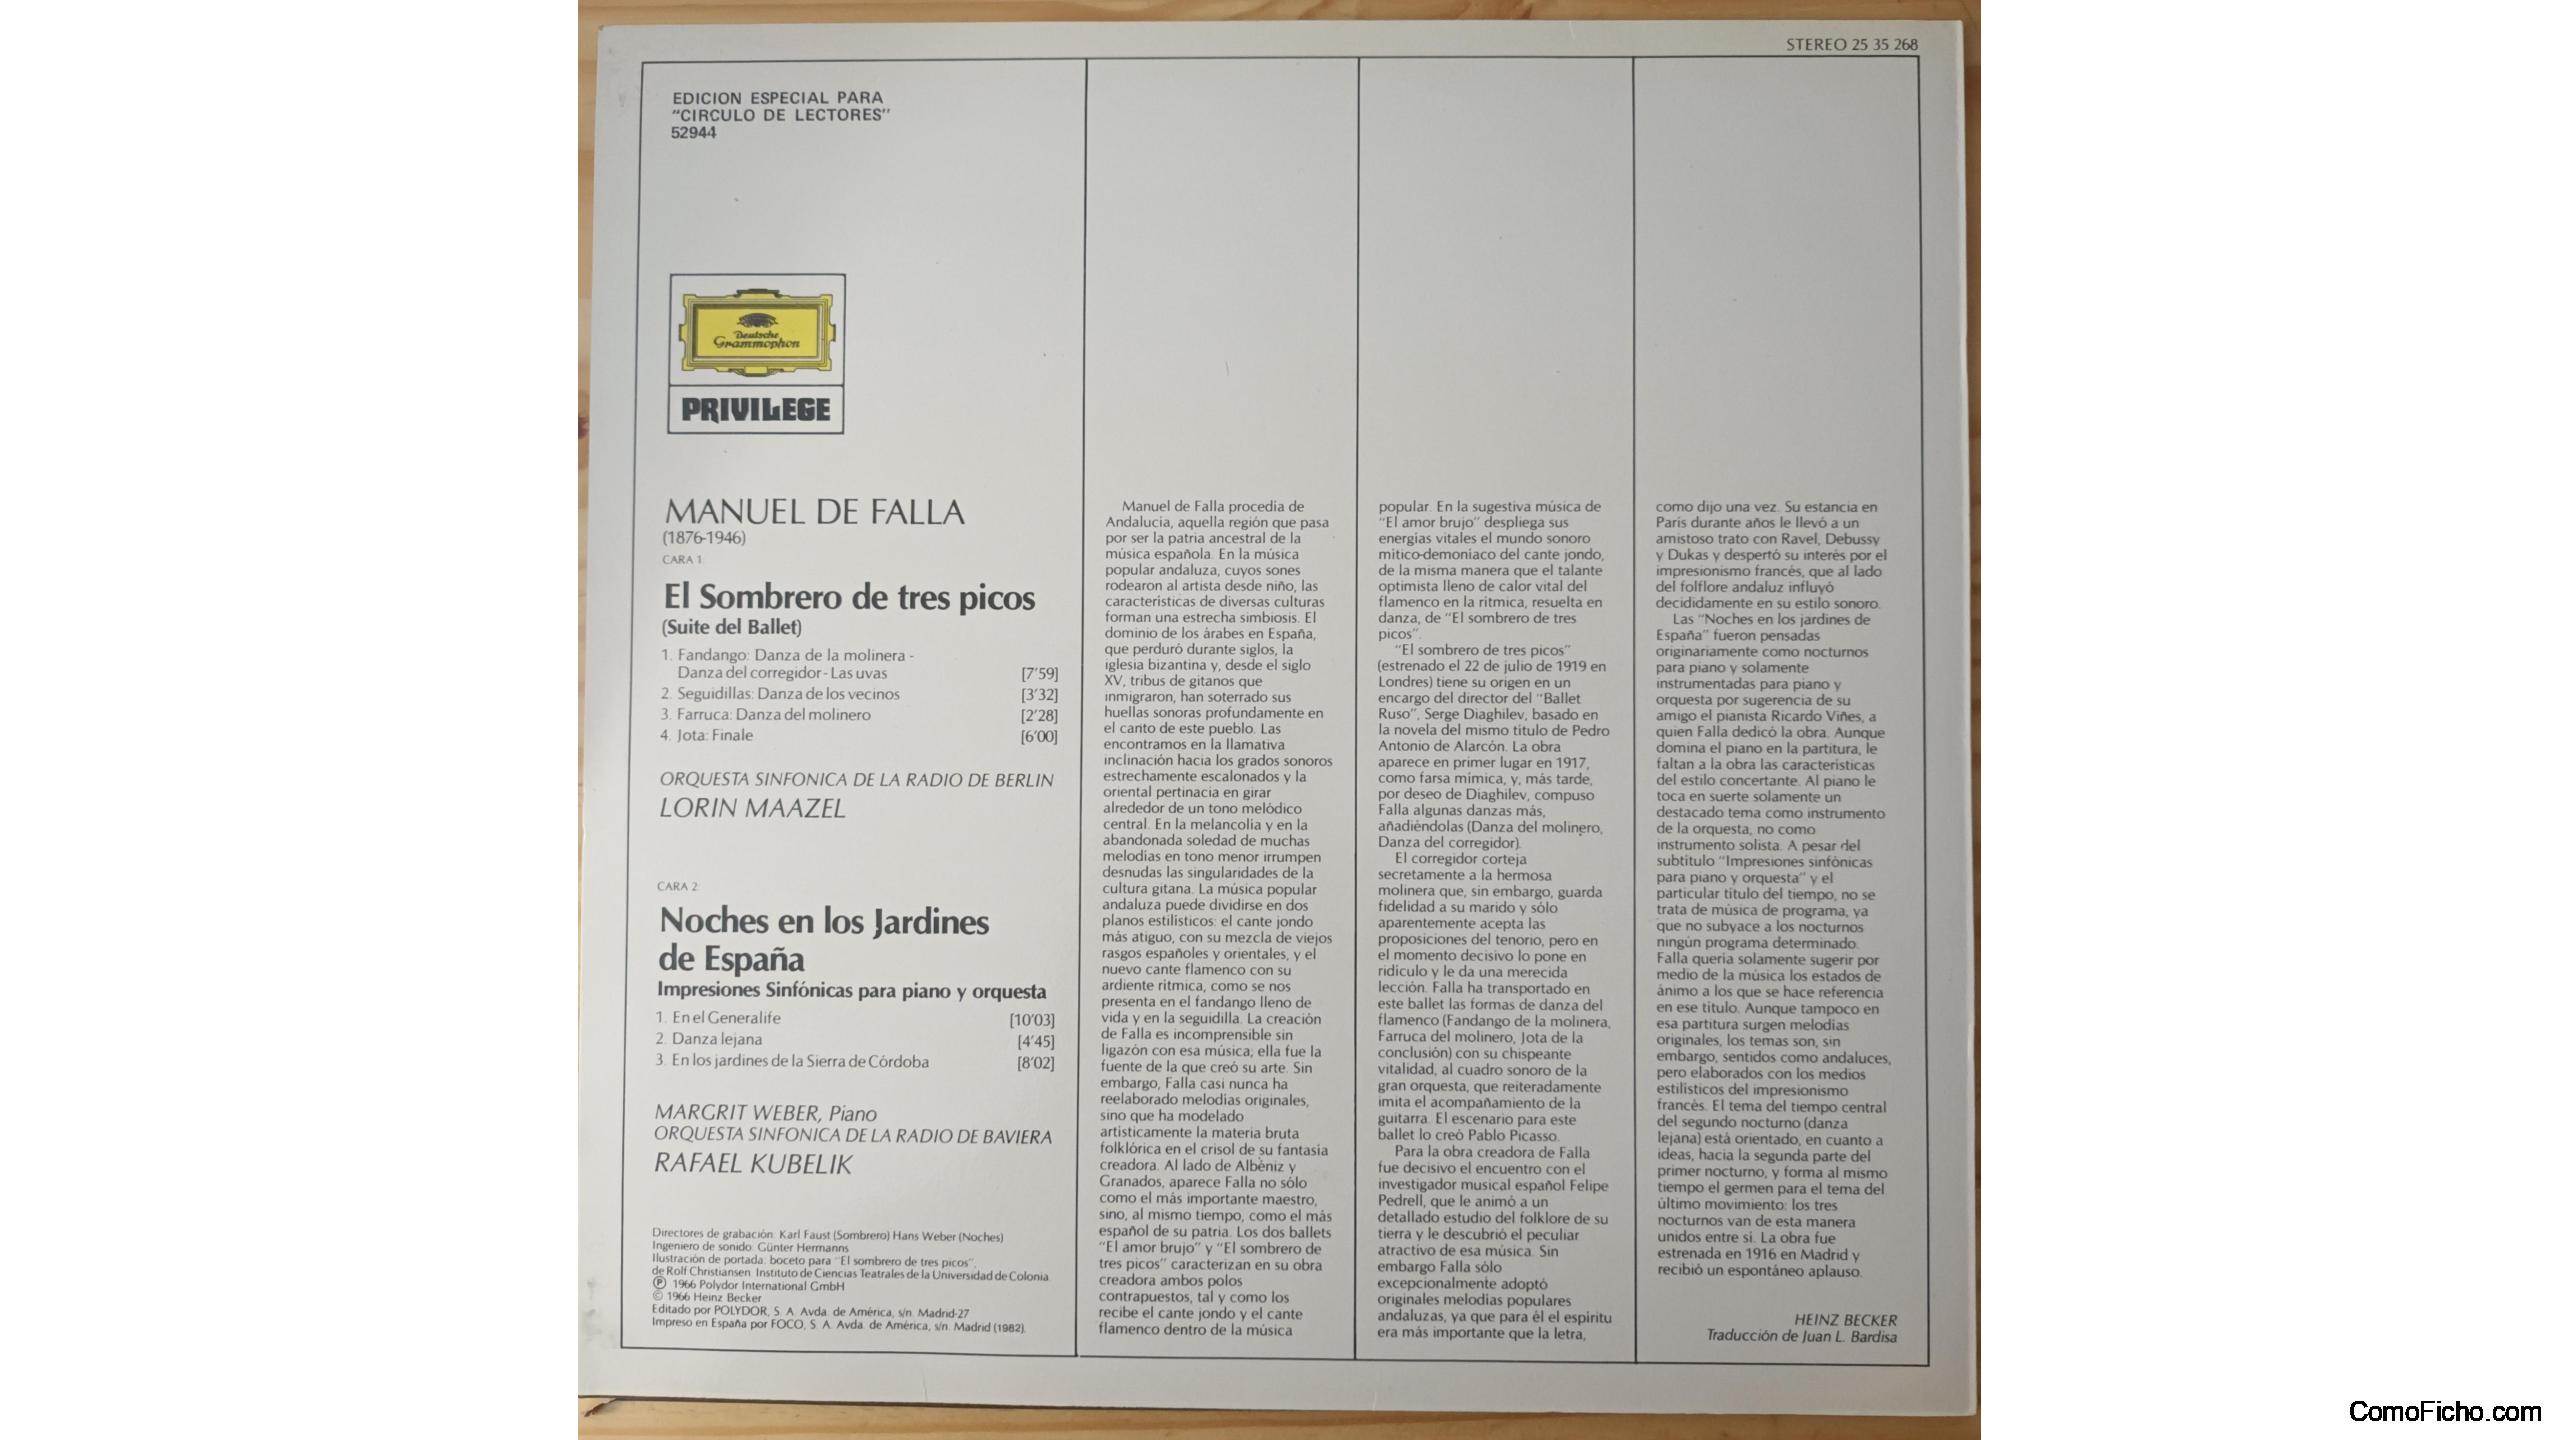 STEREO 25 35 268
EDICION ESPECIAL PARA
"CIRCULO DE LECTORES"
52944
Deutsche
Grammophon
PRIVILEGE
MANUEL DE FALLA
(1876-1946)
CARA 1:
El Sombrero de tres picos
(Suite del Ballet)
1. Fandango: Danza de la molinera -
Danza del corregidor - Las uvas [7'59]
2. Seguidillas: Danza de los vecinos [3'32]
3. Farruca: Danza del molinero [2'28]
4. Jota: Finale [6'00]
ORQUESTA SINFONICA DE LA RADIO DE BERLIN
LORIN MAAZEL
CARA 2:
Noches en los Jardines
de España
Impresiones Sinfónicas para piano y orquesta
1. En el Generalife [10'03]
2. Danza lejana [4'45]
3. En los jardines de la Sierra de Córdoba [8'02]
MARGRIT WEBER, Piano
ORQUESTA SINFONICA DE LA RADIO DE BAVIERA
RAFAEL KUBELIK
Directores de grabación: Karl Faust (Sombrero) Hans Weber (Noches)
Ingeniero de sonido: Günter Hermanns
Ilustración de portada: boceto para "El sombrero de tres picos",
de Rolf Christiansen. Instituto de Ciencias Teatrales de la Universidad de Colonia.
Ⓟ 1966 Polydor International GmbH
© 1966 Heinz Becker
Editado por POLYDOR, S. A. Avda. de América, s/n. Madrid-27
Impreso en España por FOCO, S. A. Avda. de América, s/n. Madrid (1982).
Manuel de Falla procedía de
Andalucía, aquella región que pasa
por ser la patria ancestral de la
música española. En la música
popular andaluza, cuyos sones
rodearon al artista desde niño, las
características de diversas culturas
forman una estrecha simbiosis. El
dominio de los árabes en España,
que perduró durante siglos, la
iglesia bizantina y, desde el siglo
XV, tribus de gitanos que
inmigraron, han soterrado sus
huellas sonoras profundamente en
el canto de este pueblo. Las
encontramos en la llamativa
inclinación hacia los grados sonoros
estrechamente escalonados y la
oriental pertinacia en girar
alrededor de un tono melódico
central. En la melancolía y en la
abandonada soledad de muchas
melodías en tono menor irrumpen
desnudas las singularidades de la
cultura gitana. La música popular
andaluza puede dividirse en dos
planos estilísticos: el cante jondo
más atiguo, con su mezcla de viejos
rasgos españoles y orientales, y el
nuevo cante flamenco con su
ardiente rítmica, como se nos
presenta en el fandango lleno de
vida y en la seguidilla. La creación
de Falla es incomprensible sin
ligazón con esa música; ella fue la
fuente de la que creó su arte. Sin
embargo, Falla casi nunca ha
reelaborado melodías originales,
sino que ha modelado
artísticamente la materia bruta
folklórica en el crisol de su fantasía
creadora. Al lado de Albéniz y
Granados, aparece Falla no sólo
como el más importante maestro,
sino, al mismo tiempo, como el más
español de su patria. Los dos ballets
"El amor brujo" y "El sombrero de
tres picos" caracterizan en su obra
creadora ambos polos
contrapuestos, tal y como los
recibe el cante jondo y el cante
flamenco dentro de la música
popular. En la sugestiva música de
"El amor brujo" despliega sus
energías vitales el mundo sonoro
mítico-demoníaco del cante jondo,
de la misma manera que el talante
optimista lleno de calor vital del
flamenco en la rítmica, resuelta en
danza, de "El sombrero de tres
picos".
"El sombrero de tres picos"
(estrenado el 22 de julio de 1919 en
Londres) tiene su origen en un
encargo del director del "Ballet
Ruso", Serge Diaghilev, basado en
la novela del mismo título de Pedro
Antonio de Alarcón. La obra
aparece en primer lugar en 1917,
como farsa mímica, y, más tarde,
por deseo de Diaghilev, compuso
Falla algunas danzas más,
añadiéndolas (Danza del molinero,
Danza del corregidor).
El corregidor corteja
secretamente a la hermosa
molinera que, sin embargo, guarda
fidelidad a su marido y sólo
aparentemente acepta las
proposiciones del tenorio, pero en
el momento decisivo lo pone en
ridículo y le da una merecida
lección. Falla ha transportado en
este ballet las formas de danza del
flamenco (Fandango de la molinera,
Farruca del molinero, Jota de la
conclusión) con su chispeante
vitalidad, al cuadro sonoro de la
gran orquesta, que reiteradamente
imita el acompañamiento de la
guitarra. El escenario para este
ballet lo creó Pablo Picasso.
Para la obra creadora de Falla
fue decisivo el encuentro con el
investigador musical español Felipe
Pedrell, que le animó a un
detallado estudio del folklore de su
tierra y le descubrió el peculiar
atractivo de esa música. Sin
embargo Falla sólo
excepcionalmente adoptó
originales melodías populares
andaluzas, ya que para él el espíritu
era más importante que la letra,
como dijo una vez. Su estancia en
París durante años le llevó a un
amistoso trato con Ravel, Debussy
y Dukas y despertó su interés por el
impresionismo francés, que al lado
del folflore andaluz influyó
decididamente en su estilo sonoro.
Las "Noches en los jardines de
España" fueron pensadas
originariamente como nocturnos
para piano y solamente
instrumentadas para piano y
orquesta por sugerencia de su
amigo el pianista Ricardo Viñes, a
quien Falla dedicó la obra. Aunque
domina el piano en la partitura, le
faltan a la obra las características
del estilo concertante. Al piano le
toca en suerte solamente un
destacado tema como instrumento
de la orquesta, no como
instrumento solista. A pesar del
subtítulo "Impresiones sinfónicas
para piano y orquesta" y el
particular título del tiempo, no se
trata de música de programa, ya
que no subyace a los nocturnos
ningún programa determinado.
Falla quería solamente sugerir por
medio de la música los estados de
ánimo a los que se hace referencia
en ese título. Aunque tampoco en
esa partitura surgen melodías
originales, los temas son, sin
embargo, sentidos como andaluces,
pero elaborados con los medios
estilísticos del impresionismo
francés. El tema del tiempo central
del segundo nocturno (danza
lejana) está orientado, en cuanto a
ideas, hacia la segunda parte del
primer nocturno, y forma al mismo
tiempo el germen para el tema del
último movimiento: los tres
nocturnos van de esta manera
unidos entre sí. La obra fue
estrenada en 1916 en Madrid y
recibió un espontáneo aplauso.
HEINZ BECKER
Traducción de Juan L. Bardisa
ComoFicho.com